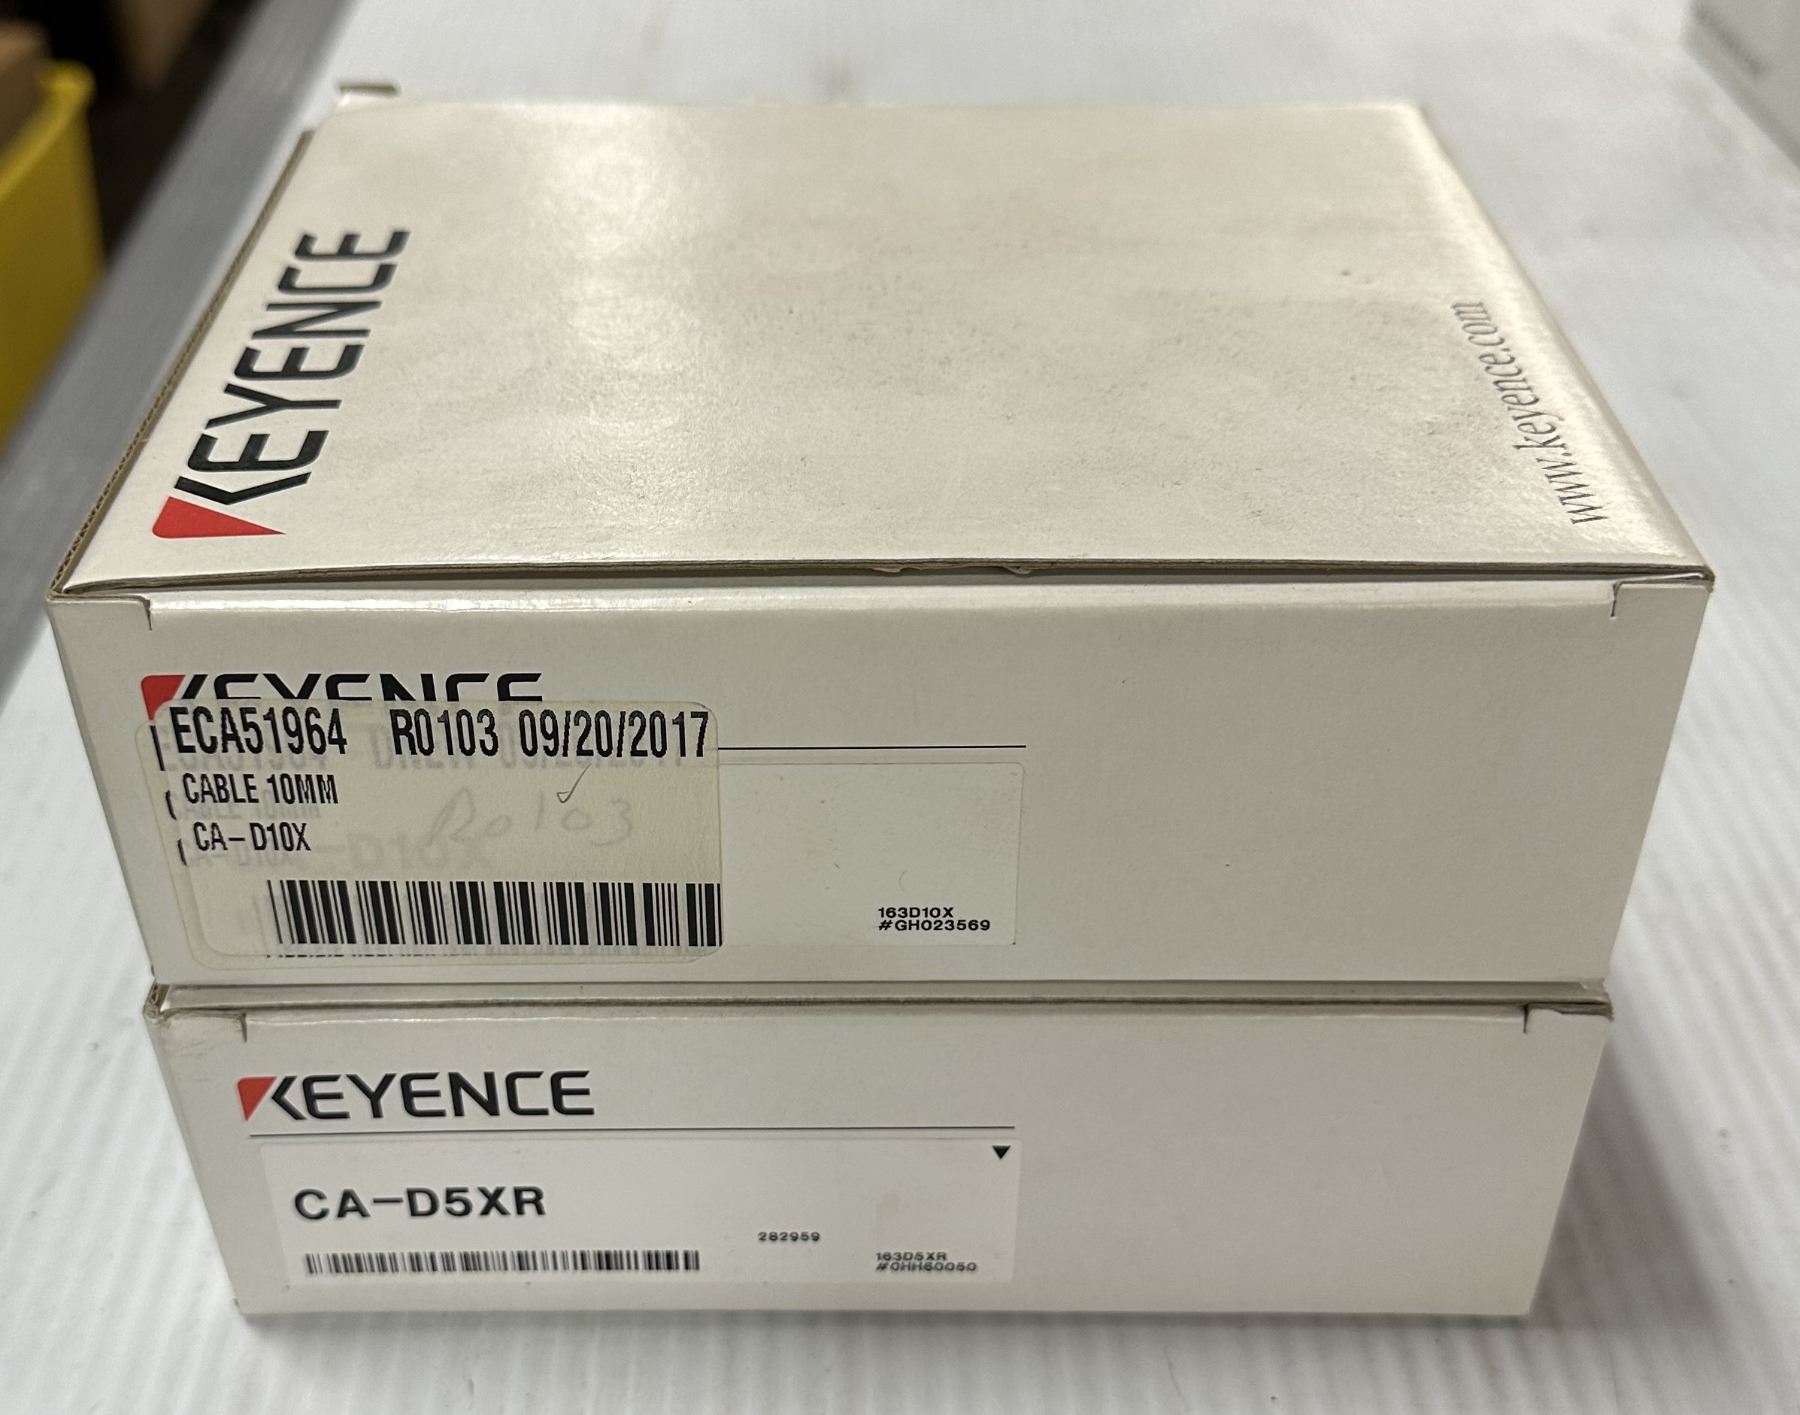 KEYENCE
www.keyence.com
KEYENCE
ECA51964 R0103 09/20/2017
CABLE 10MM
CA-D10X
R0103
163D10X
#GH023569
KEYENCE
CA-D5XR
282959
163D5XR
#0HH60050